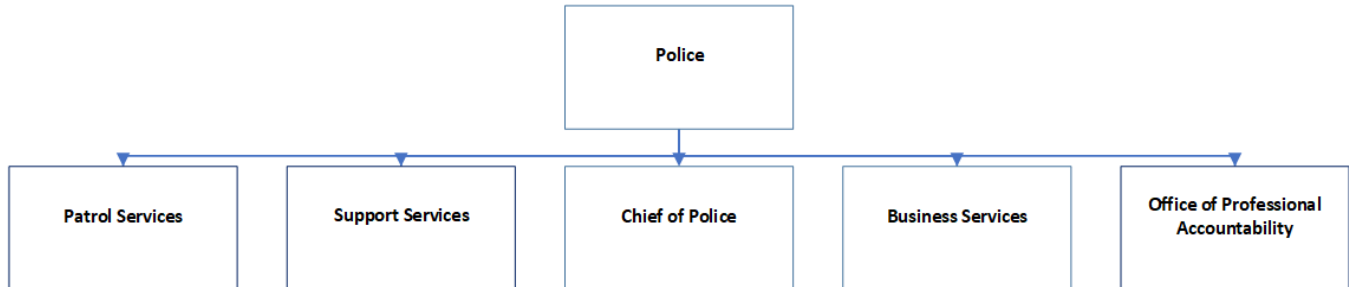 Police
Patrol Services
Support Services
Chief of Police
Business Services
Office of Professional
Accountability